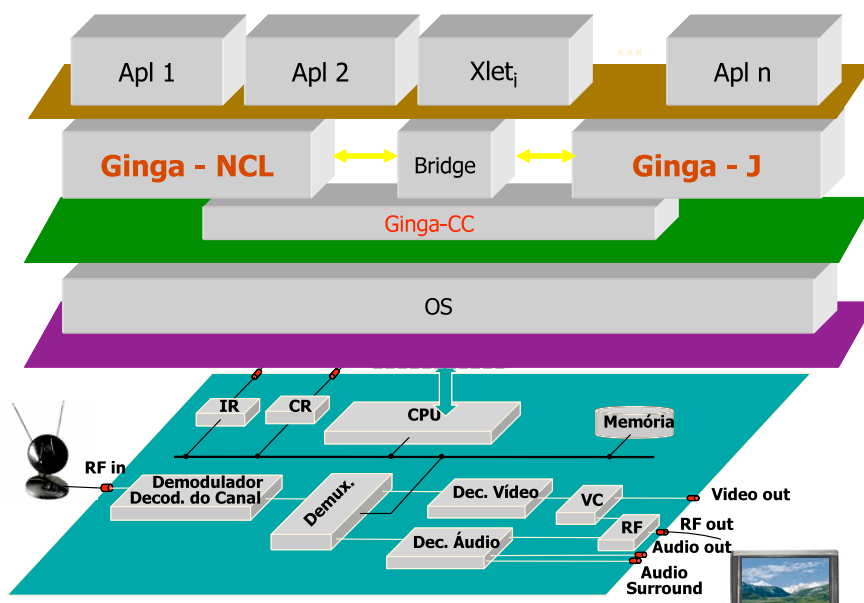 Apl 1
Apl 2
Xleti
...
Apl n
Ginga - NCL
Bridge
Ginga - J
Ginga-CC
OS
IR
CR
CPU
Memória
RF in
Demodulador
Decod. do Canal
Demux.
Dec. Vídeo
VC
Video out
Dec. Áudio
RF
RF out
Audio out
Audio
Surround